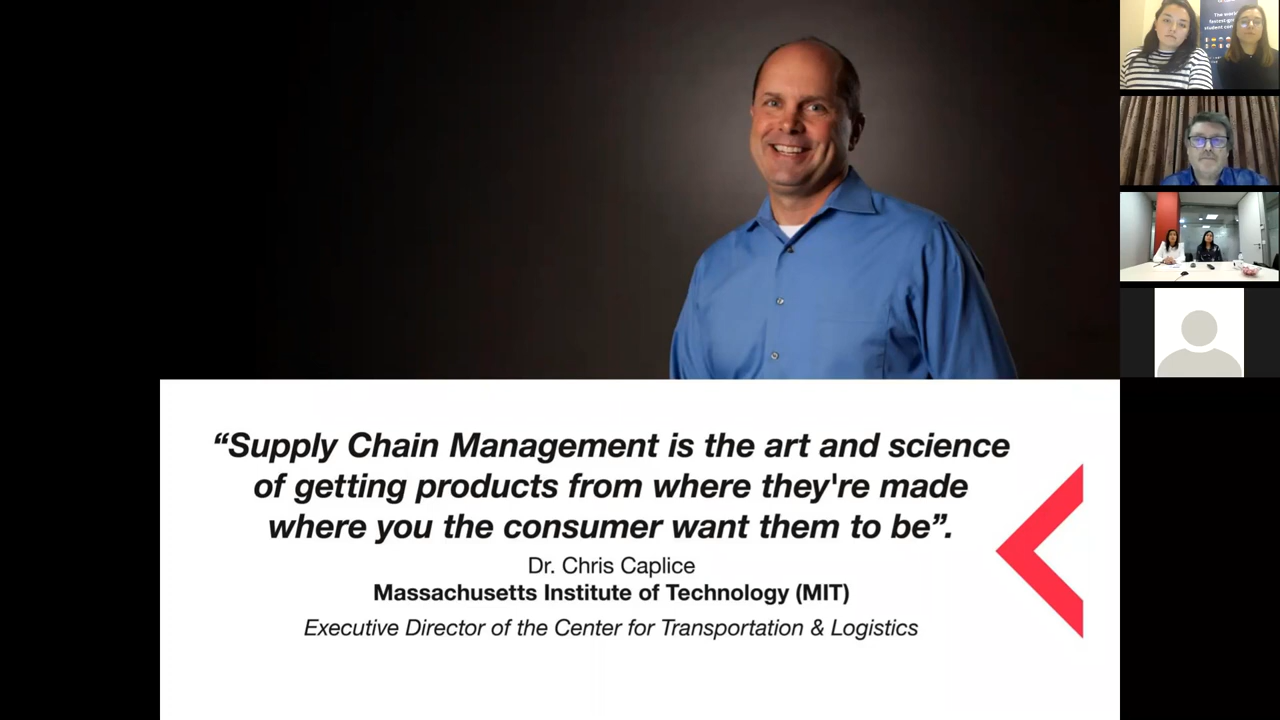 “Supply Chain Management is the art and science
of getting products from where they're made
where you the consumer want them to be”.
Dr. Chris Caplice
Massachusetts Institute of Technology (MIT)
Executive Director of the Center for Transportation & Logistics